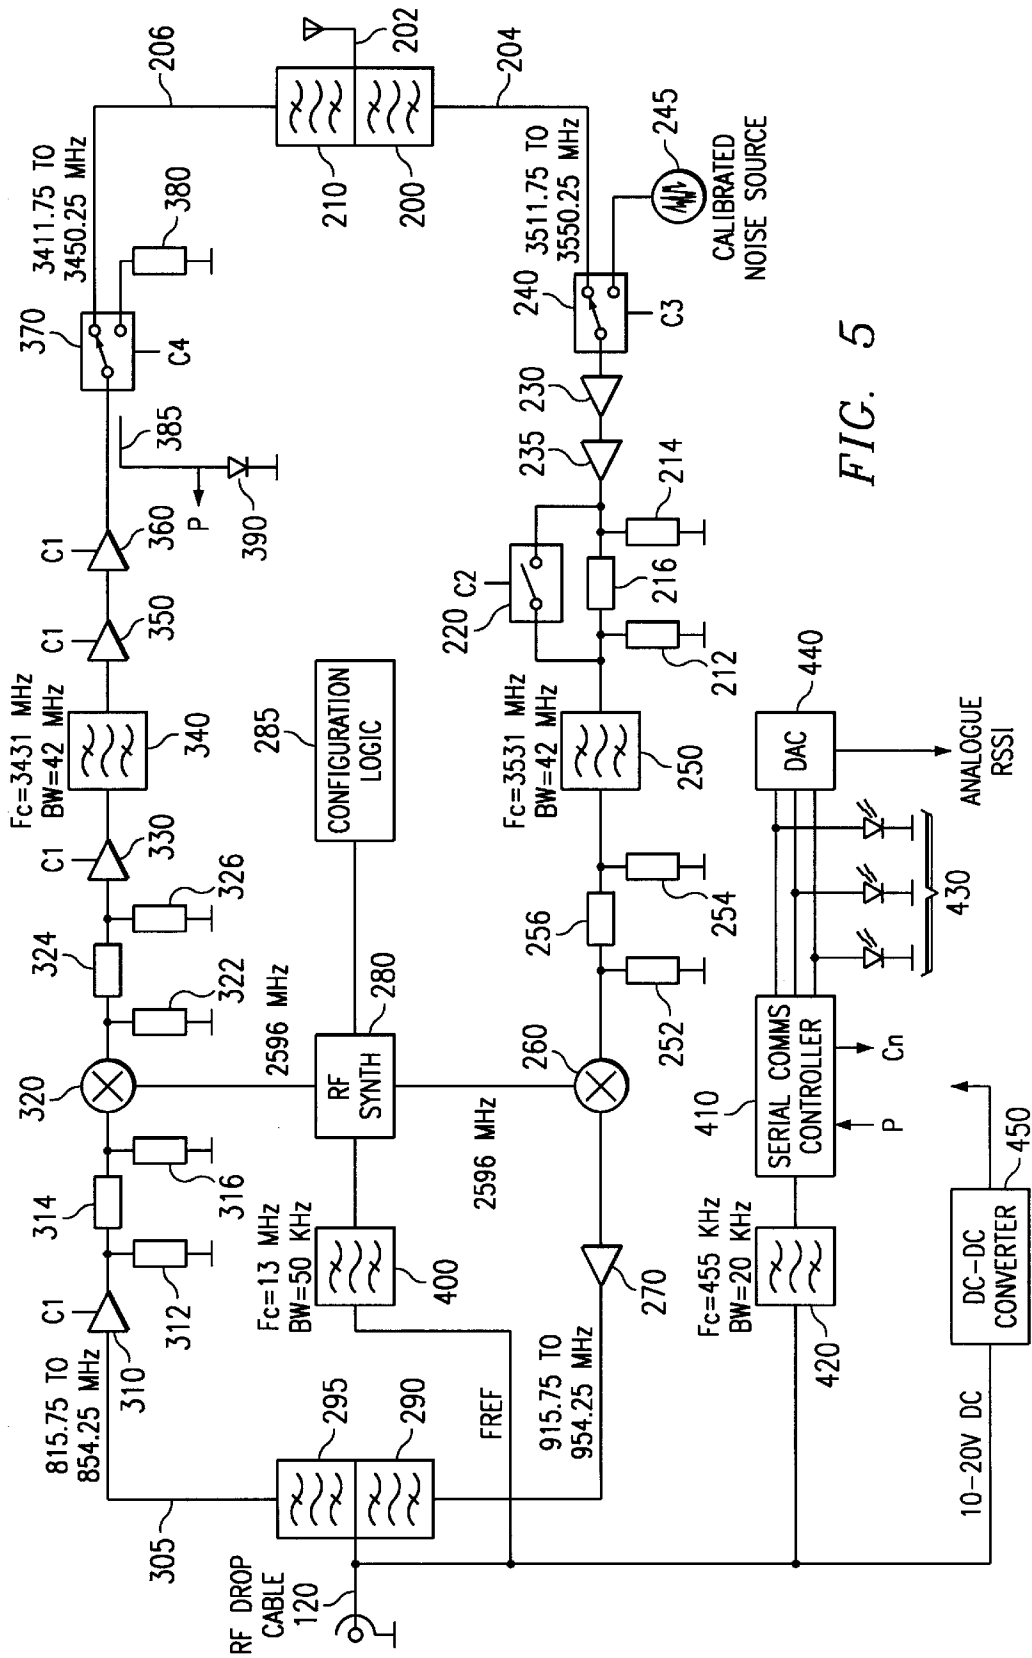 206
3411.75 TO
3450.25 MHz
370
380
C4
385
P
390
C1
360
C1
350
Fc=3431 MHz
BW=42 MHz
340
C1
330
326
324
322
320
316
314
312
C1
310
815.75 TO
854.25 MHz
305
202
204
210
200
285
CONFIGURATION
LOGIC
2596 MHz
280
RF
SYNTH
2596 MHz
Fc=13 MHz
BW=50 KHz
400
295
290
FREF
RF DROP
CABLE
120
3511.75 TO
3550.25 MHz
245
CALIBRATED
NOISE SOURCE
240
C3
230
235
214
C2
220
216
212
Fc=3531 MHz
BW=42 MHz
250
254
256
252
260
270
915.75 TO
954.25 MHz
440
DAC
ANALOGUE
RSSI
430
410
SERIAL COMMS
CONTROLLER
Cn
P
Fc=455 KHz
BW=20 KHz
420
450
DC-DC
CONVERTER
10-20V DC
FIG. 5